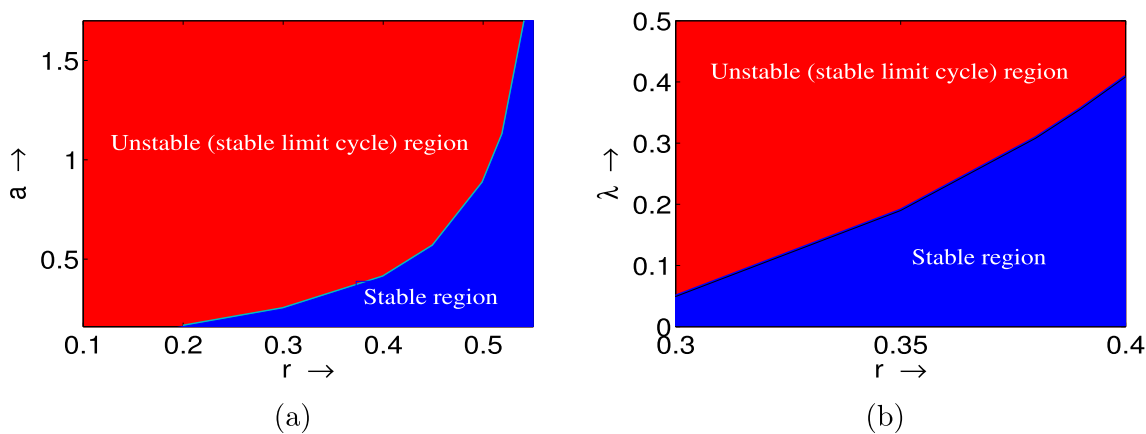 1.5
1
0.5
a →
Unstable (stable limit cycle) region
Stable region
0.1 0.2 0.3 0.4 0.5
r →
(a)
0.5
0.4
0.3
0.2
0.1
0
λ →
Unstable (stable limit cycle) region
Stable region
0.3 0.35 0.4
r →
(b)